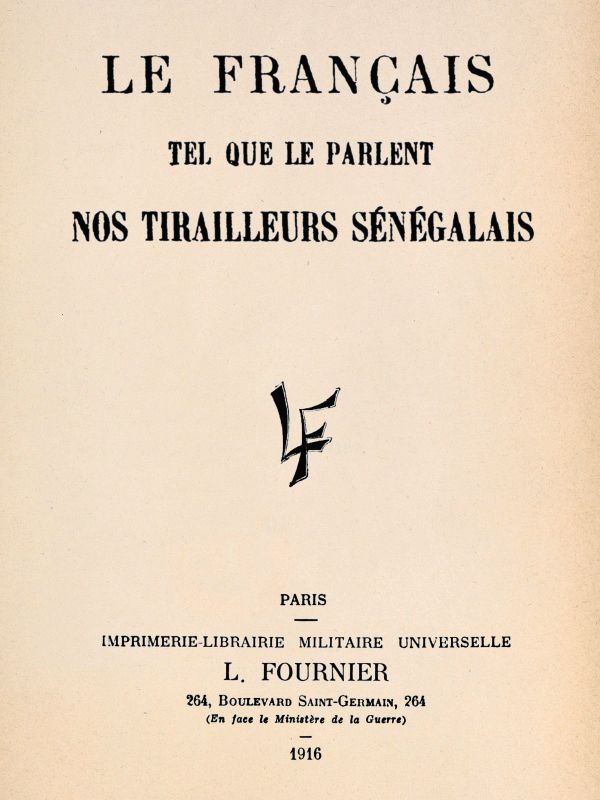 LE FRANÇAIS
TEL QUE LE PARLENT
NOS TIRAILLEURS SÉNÉGALAIS
LF
PARIS
IMPRIMERIE-LIBRAIRIE MILITAIRE UNIVERSELLE
L. FOURNIER
264, BOULEVARD SAINT-GERMAIN, 264
(En face le Ministère de la Guerre)
1916